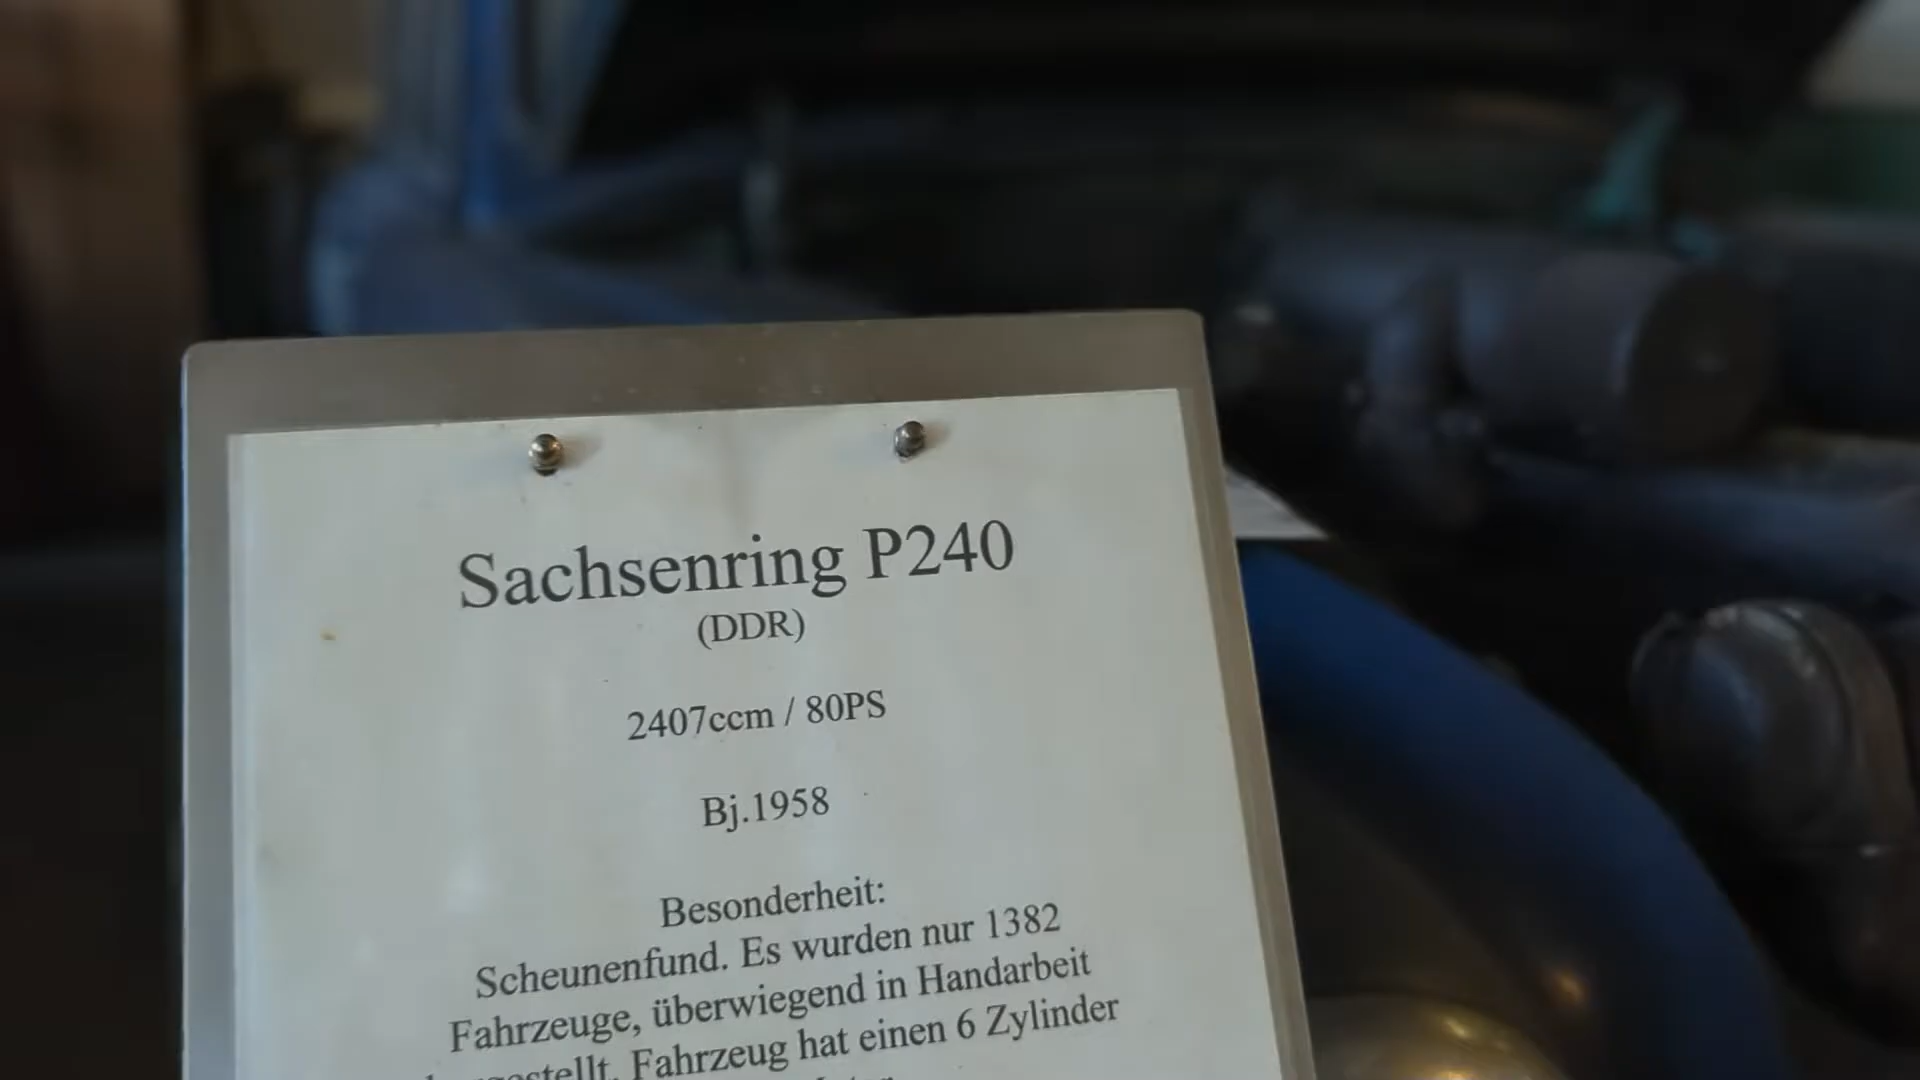 Sachsenring P240
(DDR)
2407ccm / 80PS
Bj.1958
Besonderheit:
Scheunenfund. Es wurden nur 1382
Fahrzeuge, überwiegend in Handarbeit
hergestellt. Fahrzeug hat einen 6 Zylinder